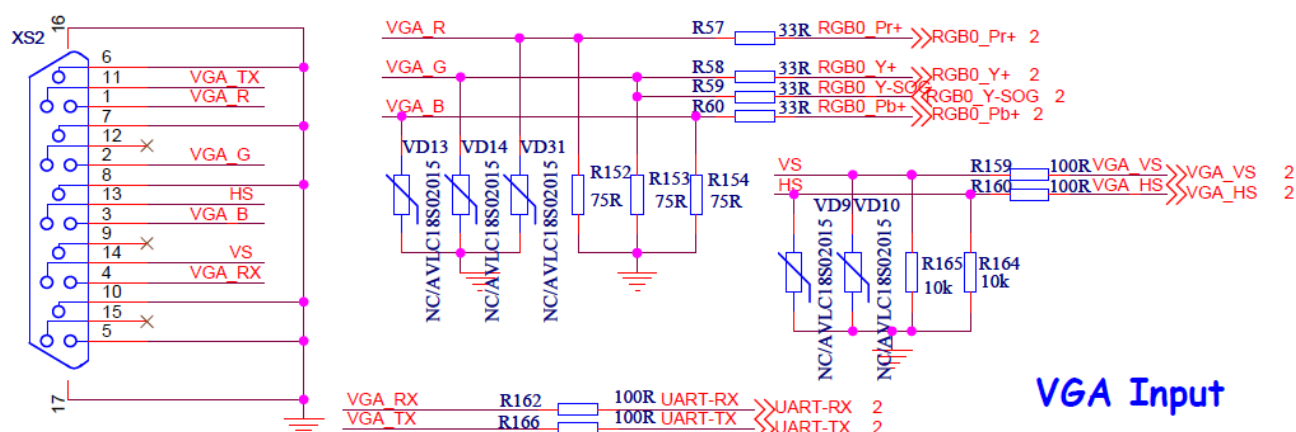 XS2
16
6
11 VGA_TX
1 VGA_R
7
12
2 VGA_G
8
13 HS
3 VGA_B
9
14 VS
4 VGA_RX
10
15
5
17
VGA_R R57 33R RGB0_Pr+ RGB0_Pr+ 2
VGA_G R58 33R RGB0_Y+ RGB0_Y+ 2
R59 33R RGB0_Y-SOG RGB0_Y-SOG 2
VGA_B R60 33R RGB0_Pb+ RGB0_Pb+ 2
VD13 VD14 VD31
NC/AVLC18S02015 NC/AVLC18S02015 NC/AVLC18S02015
R152 R153 R154
75R 75R 75R
VS R159 100R VGA_VS VGA_VS 2
HS R160 100R VGA_HS VGA_HS 2
VD9 VD10
NC/AVLC18S02015 NC/AVLC18S02015
R165 R164
10k 10k
VGA_RX R162 100R UART-RX UART-RX 2
VGA_TX R166 100R UART-TX UART-TX 2
VGA Input